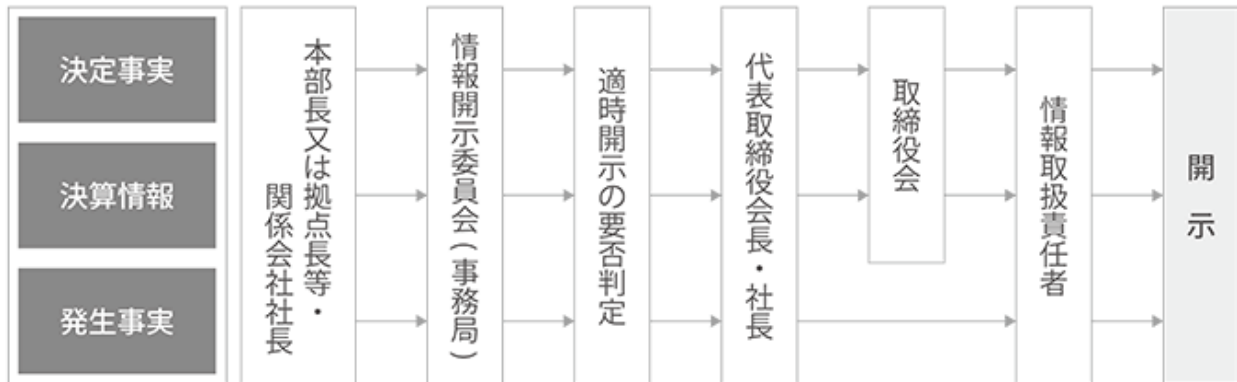 決定事実
決算情報
発生事実
本部長又は拠点長等・
関係会社社長
情報開示委員会(事務局)
適時開示の要否判定
代表取締役会長・社長
取締役会
情報取扱責任者
開示